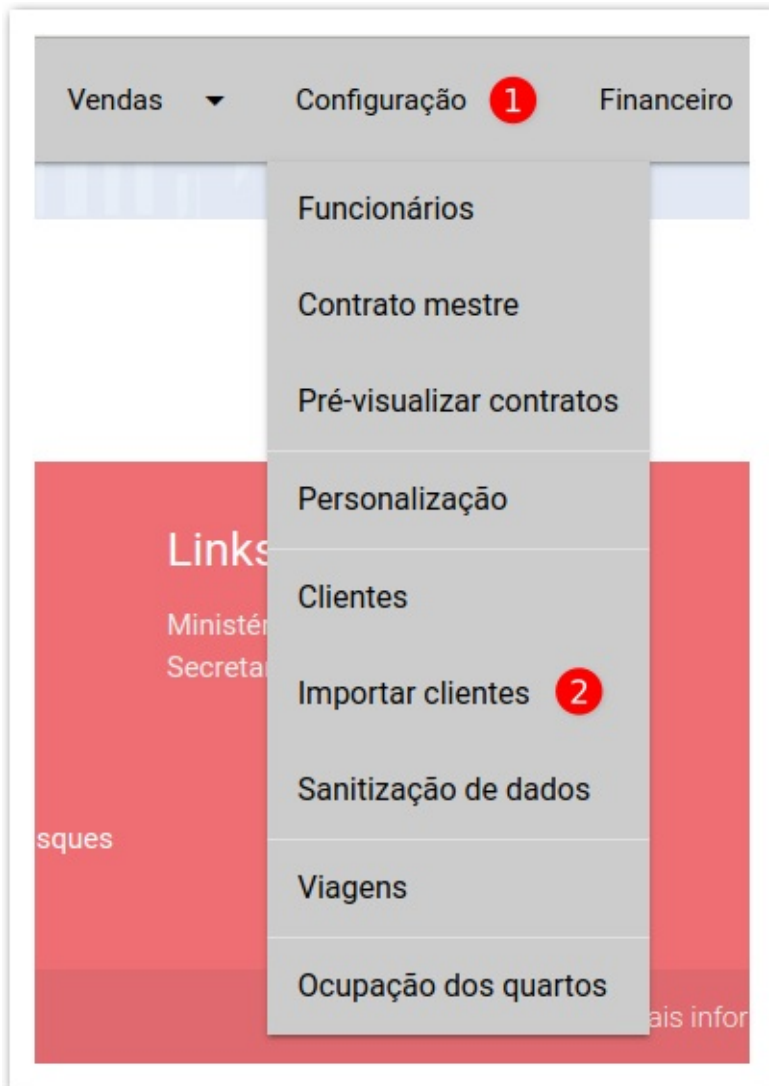 Vendas Configuração 1 Financeiro
Funcionários
Contrato mestre
Pré-visualizar contratos
Personalização
Links
Clientes
Importar clientes 2
Sanitização de dados
sques
Viagens
Ocupação dos quartos